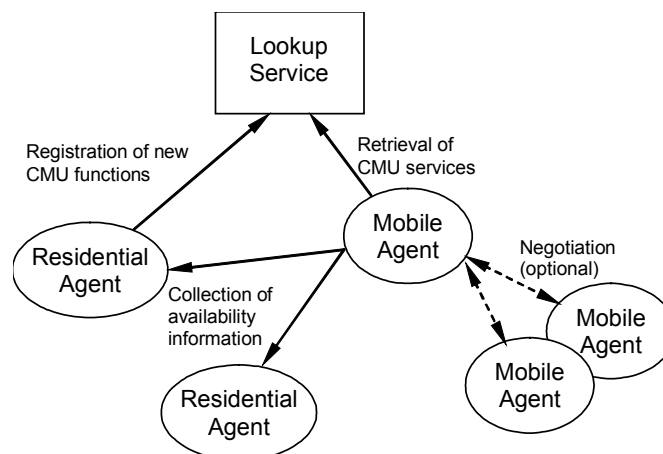 Lookup
Service
Registration of new
CMU functions
Retrieval of
CMU services
Mobile
Agent
Residential
Agent
Negotiation
(optional)
Collection of
availability
information
Mobile
Agent
Mobile
Agent
Residential
Agent